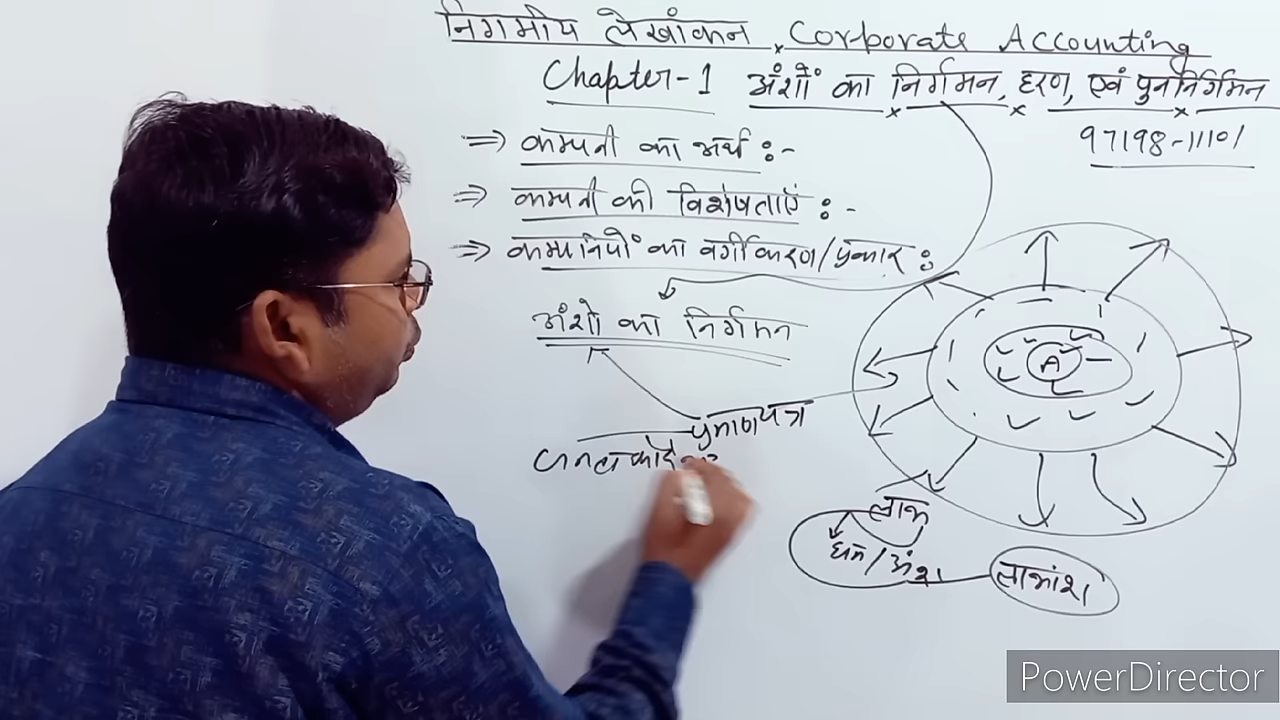 निगमीय लेखांकन Corporate Accounting
Chapter-1 अंशों का निर्गमन, हरण, एवं पुनर्निर्गमन
97198-11101
⇒ कम्पनी का अर्थ :-
⇒ कम्पनी की विशेषताएँ :-
⇒ कम्पनियों का वर्गीकरण/प्रकार :
अंशो का निर्गमन
A
प्रमाणपत्र
लाभ
धन/अंश
लाभांश
PowerDirector